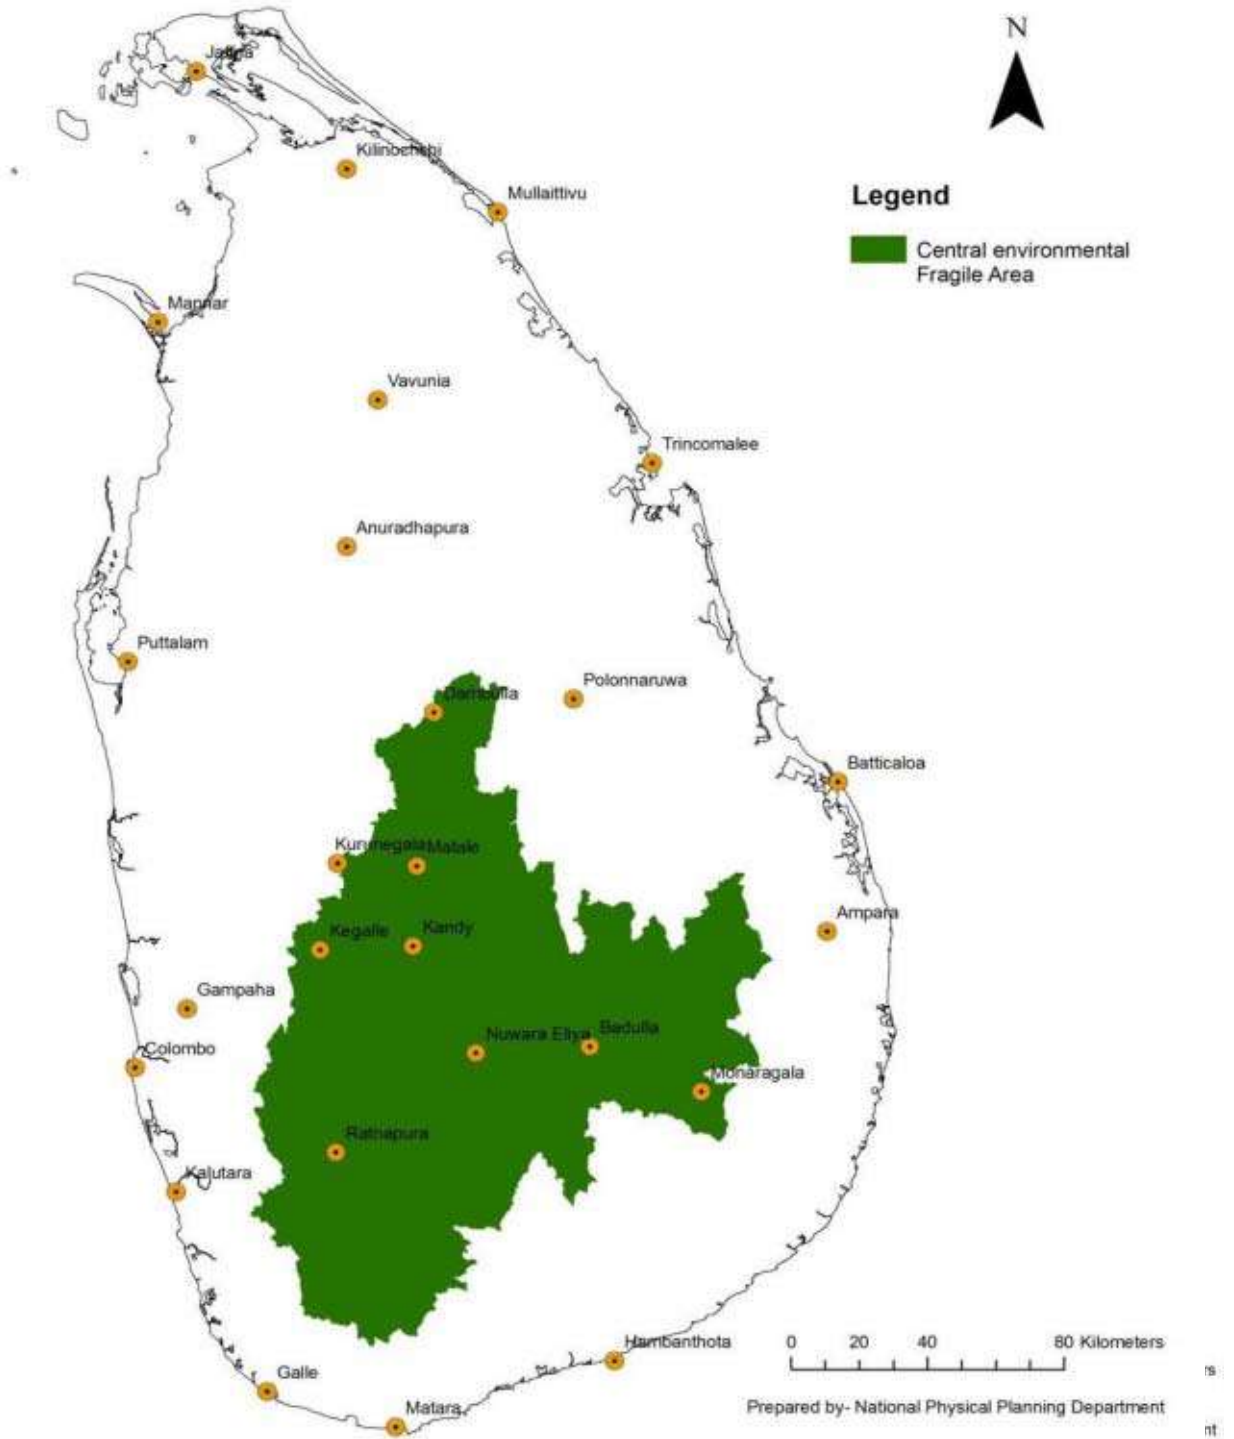 N
Jaffna
Kilinochchi
Mullaittivu
Legend
Central environmental
Fragile Area
Mannar
Vavunia
Trincomalee
Anuradhapura
Puttalam
Polonnaruwa
Dambulla
Batticaloa
Kurunegala
Matale
Ampara
Kegalle
Kandy
Gampaha
Nuwara Eliya
Badulla
Colombo
Monaragala
Ratnapura
Kalutara
Hambanthota
0 20 40 80 Kilometers
rs
Galle
Matara
Prepared by- National Physical Planning Department
nt